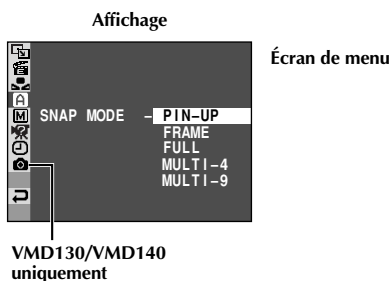 Affichage
Écran de menu
A
M
SNAP MODE – PIN–UP
FRAME
FULL
MULTI–4
MULTI–9
VMD130/VMD140
uniquement